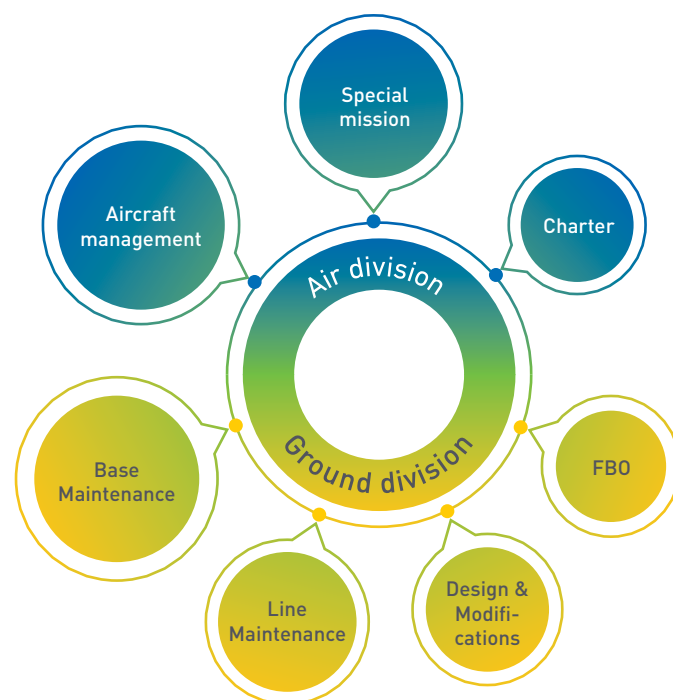 Special
mission
Aircraft
management
Charter
Air division
Ground division
Base
Maintenance
FBO
Line
Maintenance
Design &
Modifi-
cations